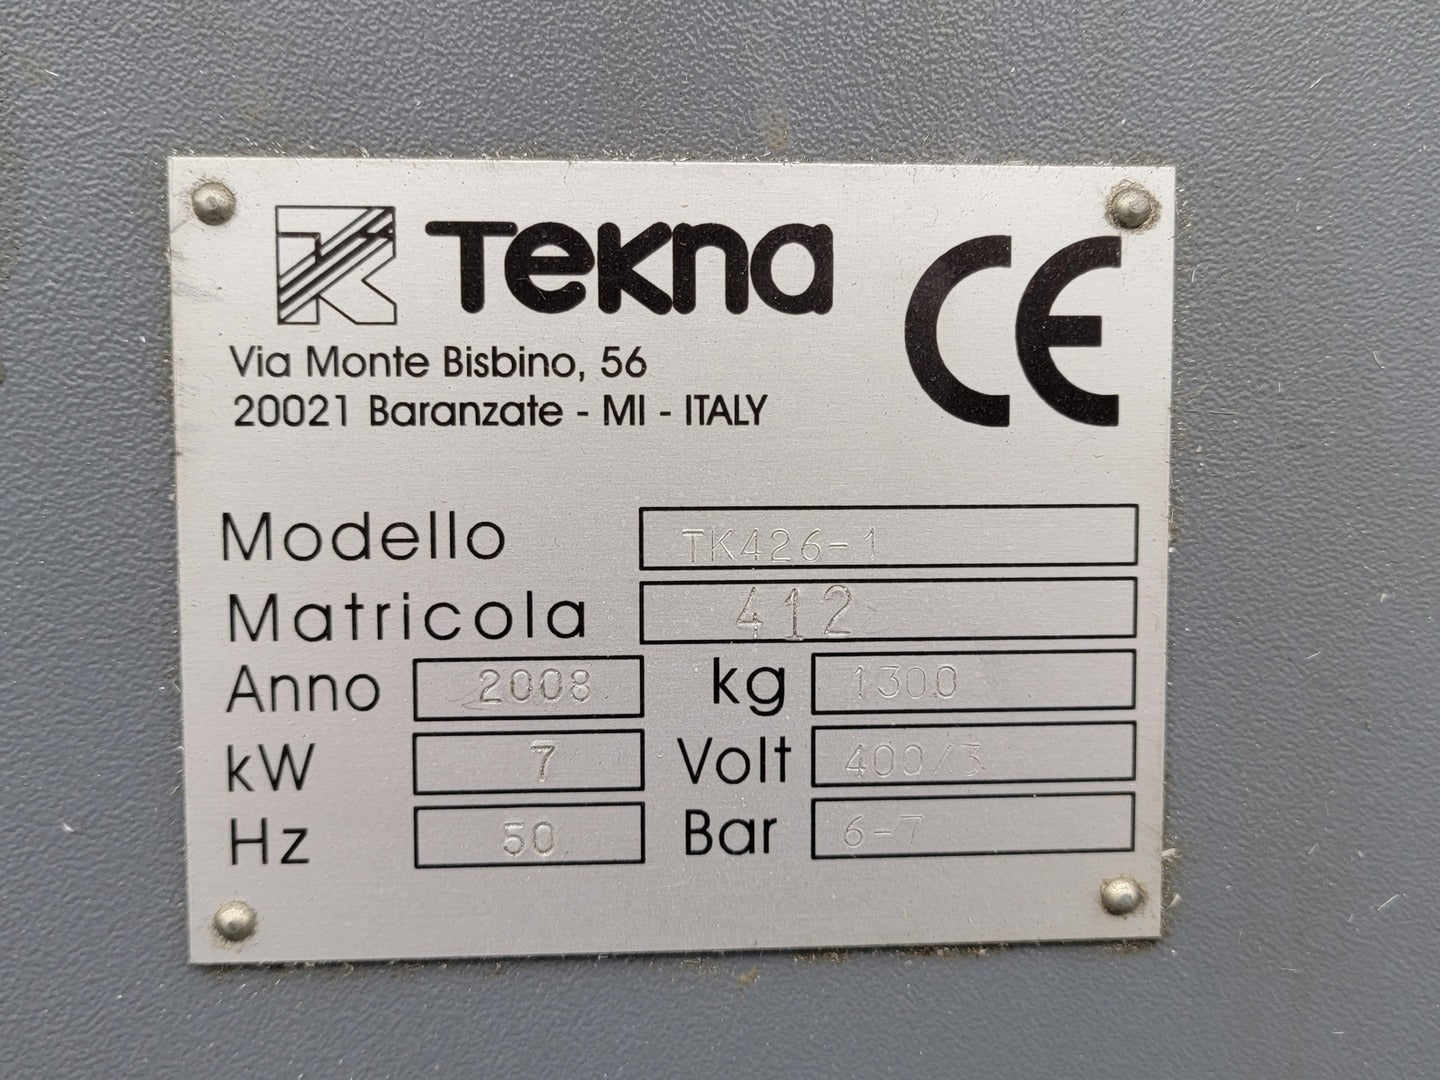 TK TEKNA CE
Via Monte Bisbino, 56
20021 Baranzate - MI - ITALY
Modello TK426-1
Matricola 412
Anno 2008 kg 1300
kW 7 Volt 400/3
Hz 50 Bar 6-7